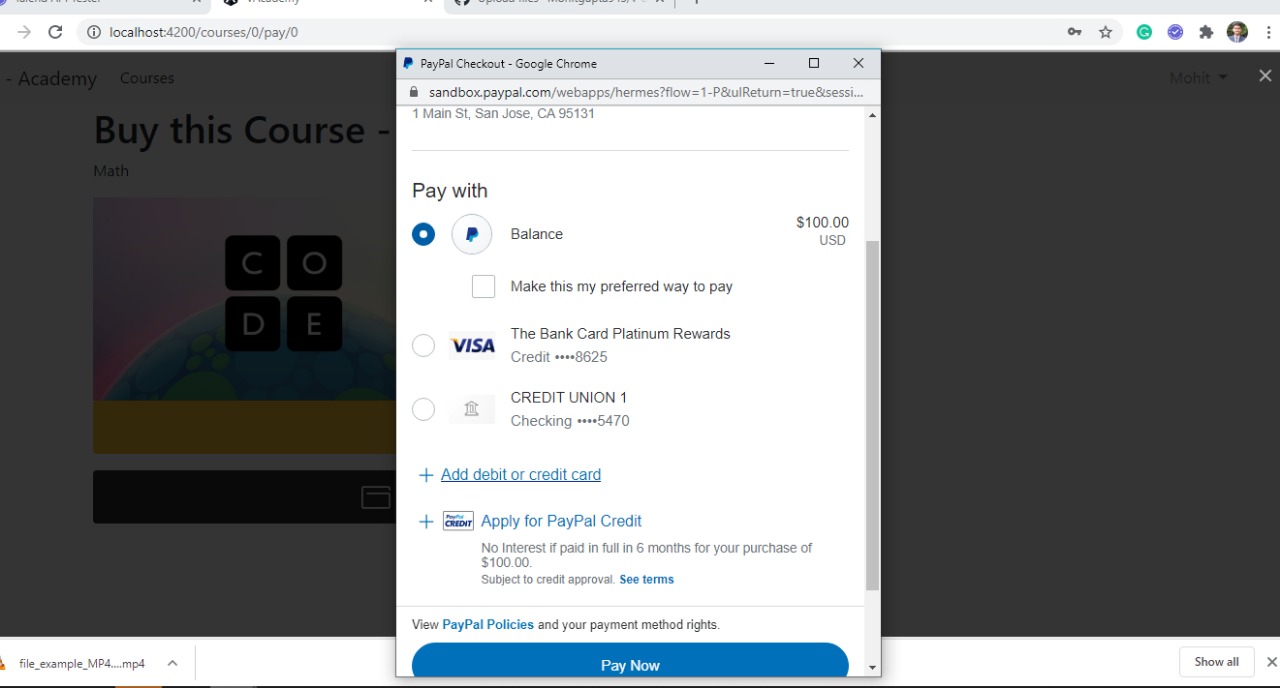 localhost:4200/courses/0/pay/0
PayPal Checkout - Google Chrome
sandbox.paypal.com/webapps/hermes?flow=1-P&ulReturn=true&sessi...
- Academy
Courses
Mohit
Buy this Course -
Math
C O
D E
1 Main St, San Jose, CA 95131
Pay with
Balance
$100.00
USD
Make this my preferred way to pay
VISA
The Bank Card Platinum Rewards
Credit ••••8625
CREDIT UNION 1
Checking ••••5470
Add debit or credit card
PayPal CREDIT
Apply for PayPal Credit
No Interest if paid in full in 6 months for your purchase of
$100.00.
Subject to credit approval. See terms
View PayPal Policies and your payment method rights.
Pay Now
file_example_MP4....mp4
Show all